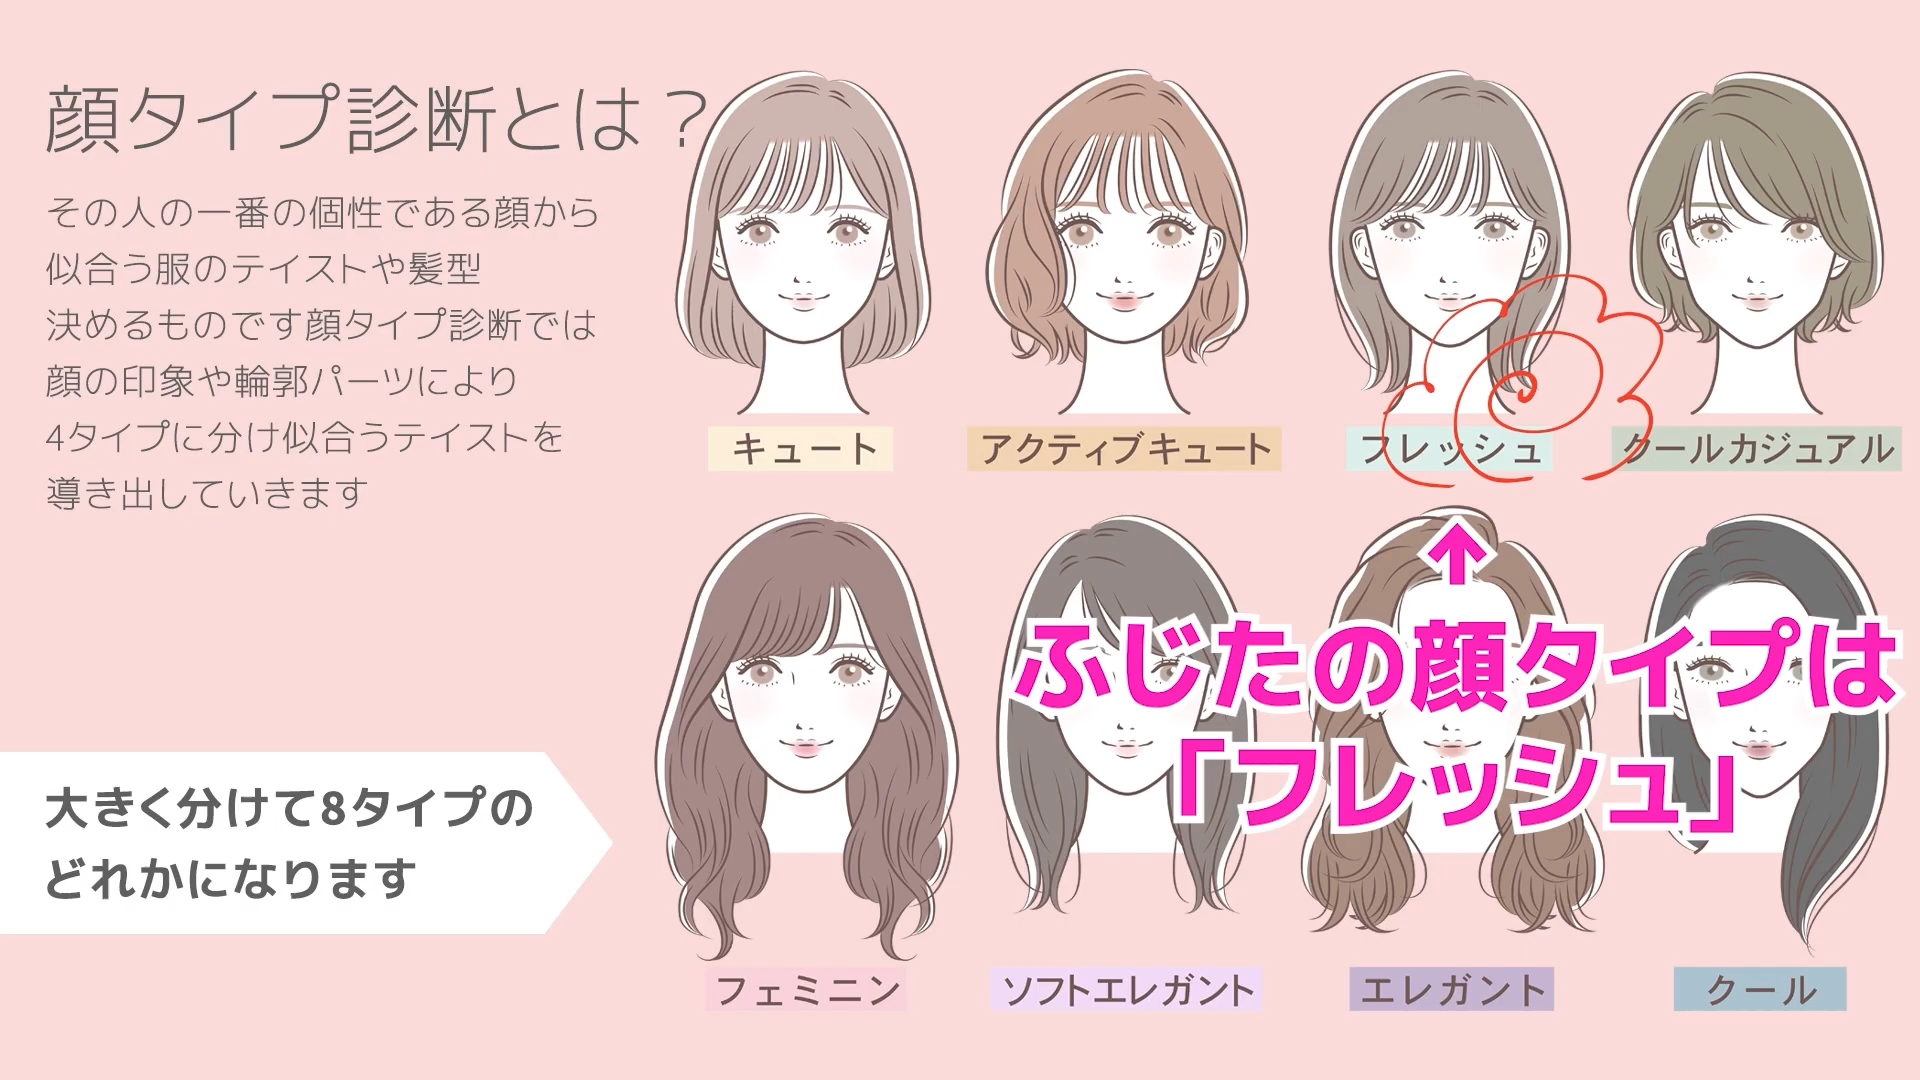 顔タイプ診断とは？
その人の一番の個性である顔から
似合う服のテイストや髪型
決めるものです顔タイプ診断では
顔の印象や輪郭パーツにより
4タイプに分け似合うテイストを
導き出していきます
大きく分けて8タイプの
どれかになります
キュート
アクティブキュート
フレッシュ
クールカジュアル
↑
ふじたの顔タイプは
「フレッシュ」
フェミニン
ソフトエレガント
エレガント
クール